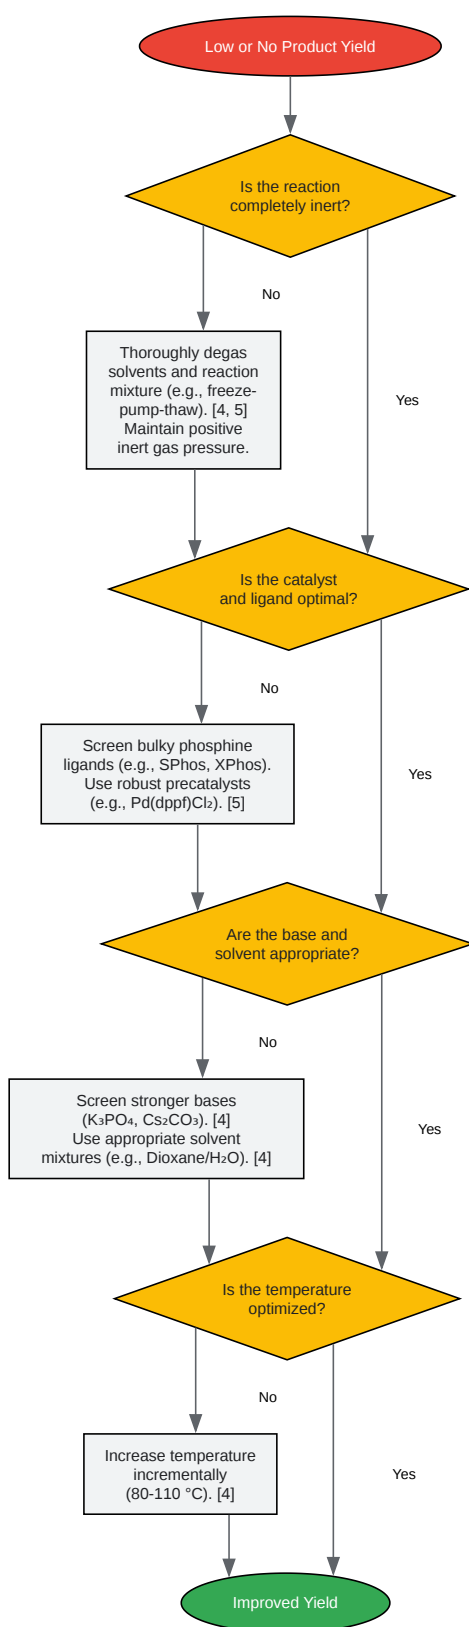 Low or No Product Yield
Is the reaction
completely inert?
No
Thoroughly degas
solvents and reaction
mixture (e.g., freeze-
pump-thaw). [4, 5]
Maintain positive
inert gas pressure.
Yes
Is the catalyst
and ligand optimal?
No
Screen bulky phosphine
ligands (e.g., SPhos, XPhos).
Use robust precatalysts
(e.g., Pd(dppf)Cl₂). [5]
Yes
Are the base and
solvent appropriate?
No
Screen stronger bases
(K₃PO₄, Cs₂CO₃). [4]
Use appropriate solvent
mixtures (e.g., Dioxane/H₂O). [4]
Yes
Is the temperature
optimized?
No
Increase temperature
incrementally
(80-110 °C). [4]
Yes
Improved Yield